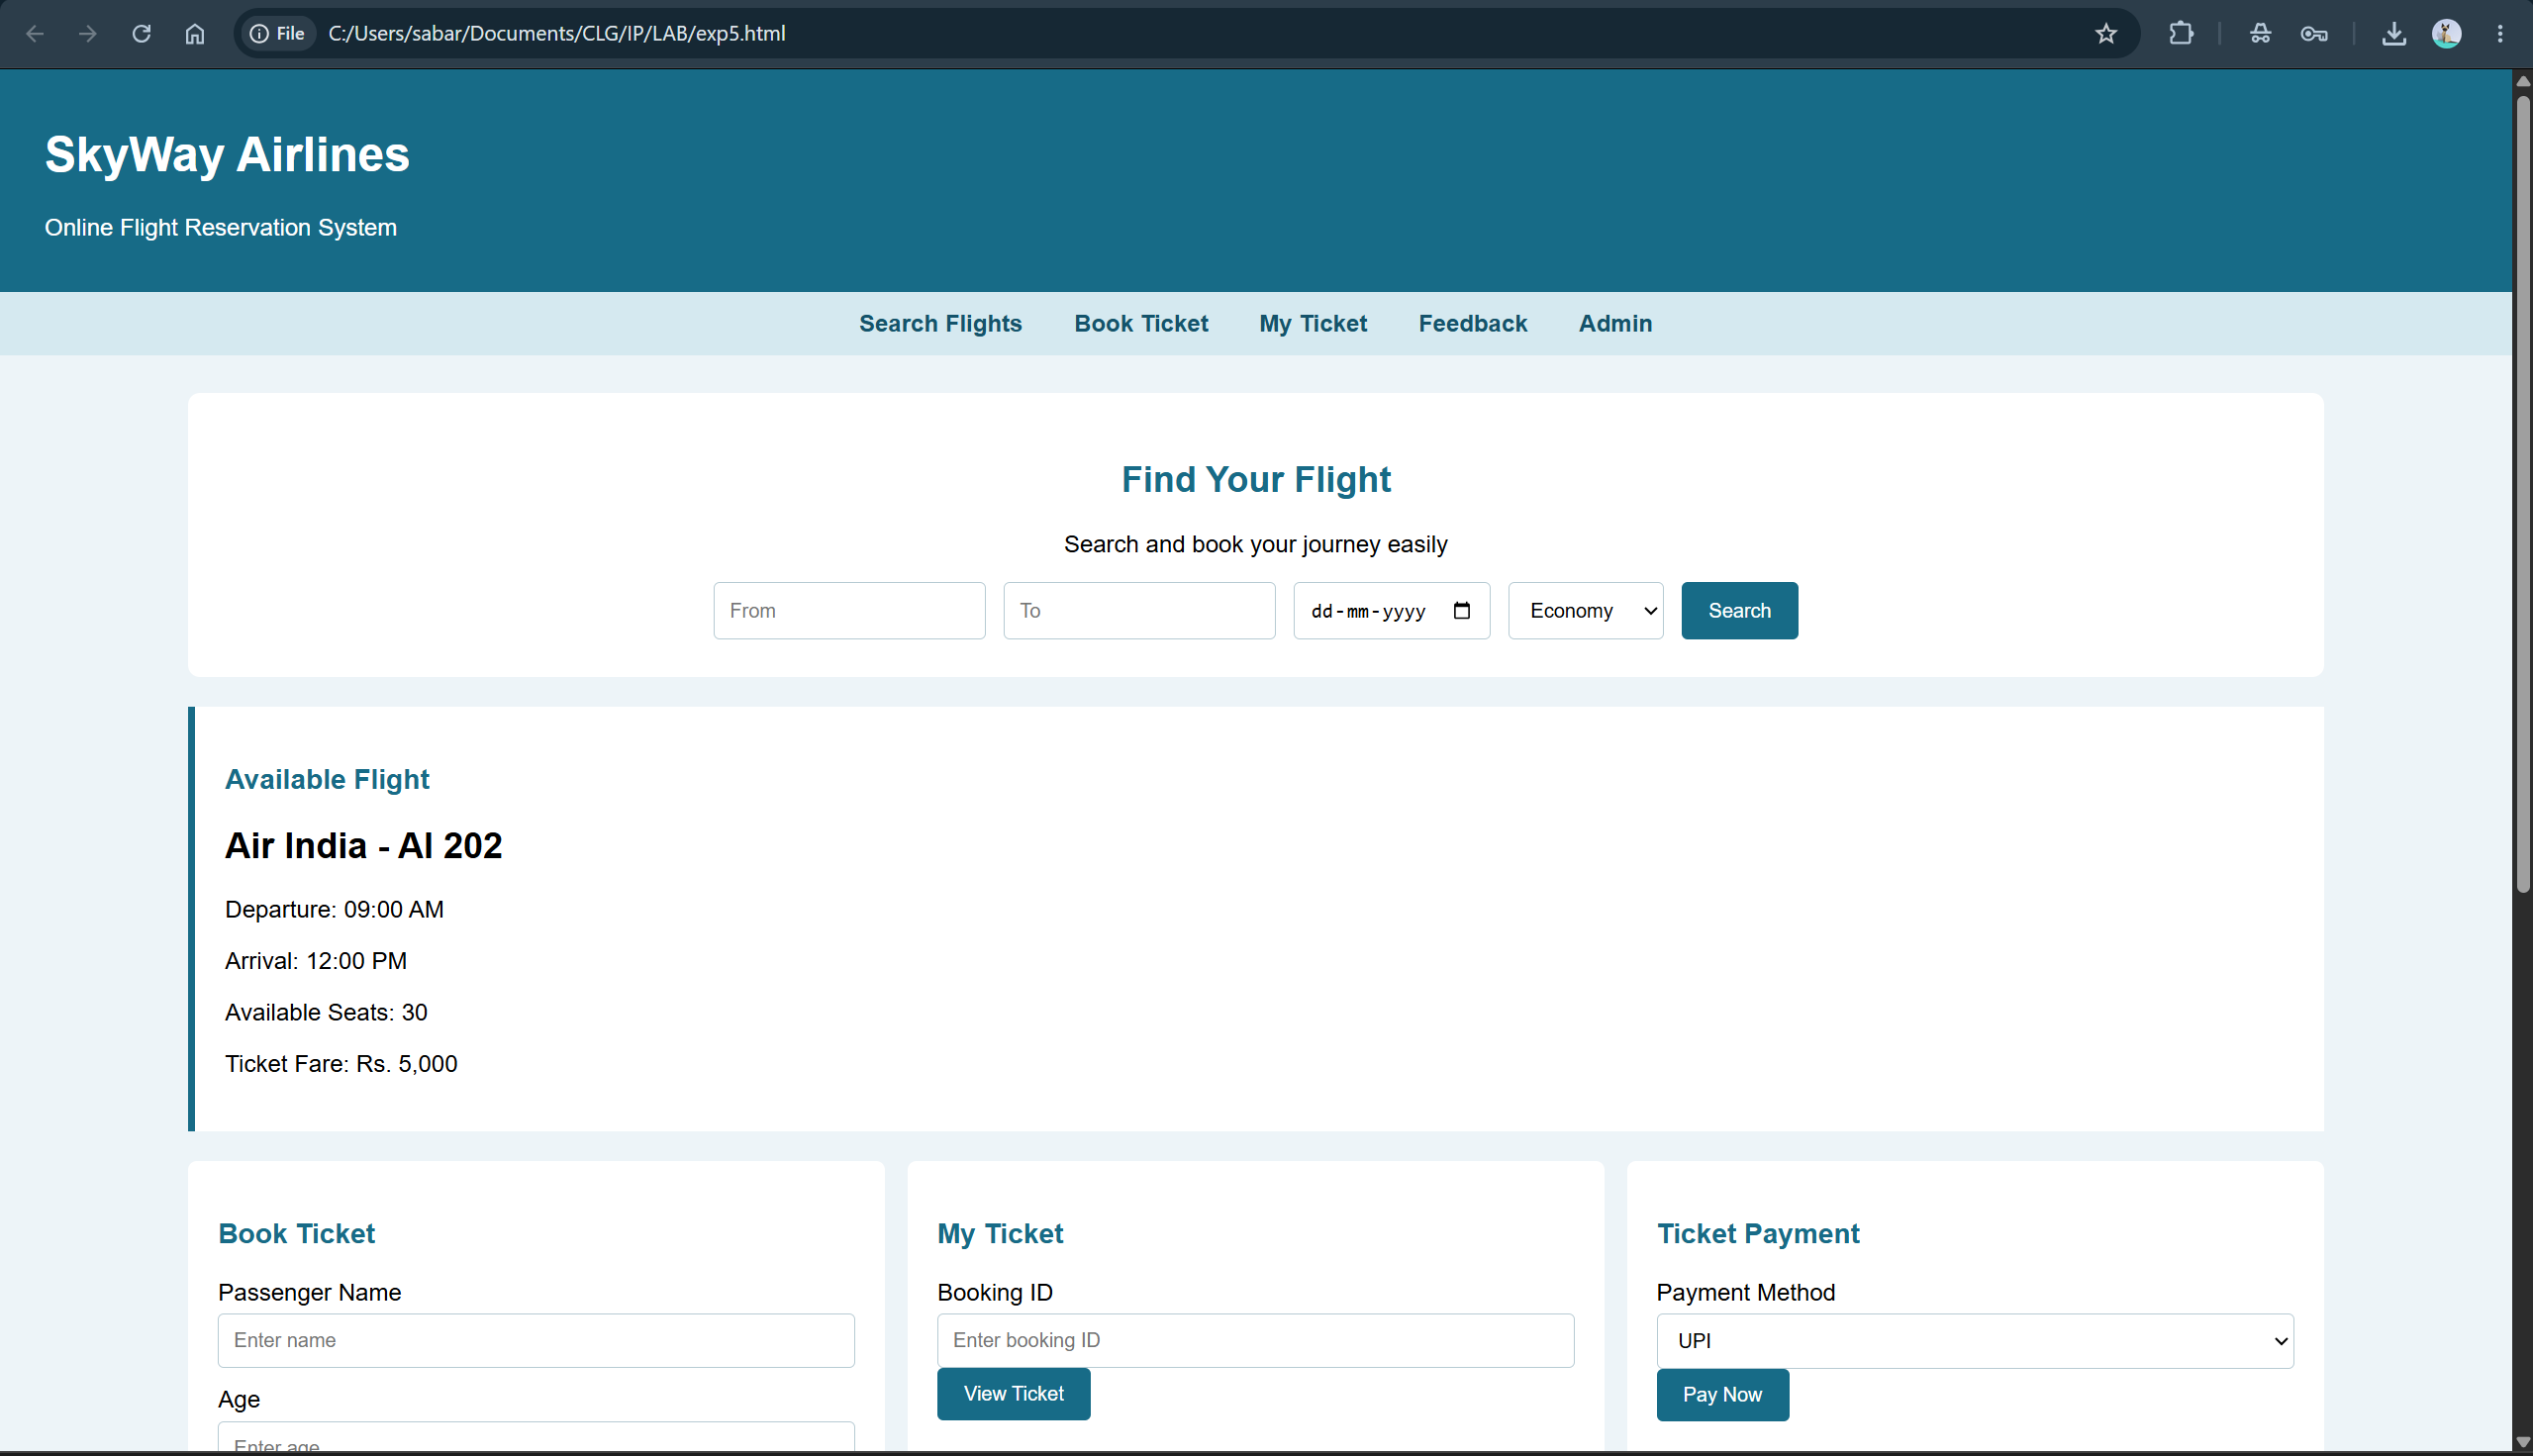 File C:/Users/sabar/Documents/CLG/IP/LAB/exp5.html
SkyWay Airlines
Online Flight Reservation System
Search Flights Book Ticket My Ticket Feedback Admin
Find Your Flight
Search and book your journey easily
From To dd-mm-yyyy Economy Search
Available Flight
Air India - AI 202
Departure: 09:00 AM
Arrival: 12:00 PM
Available Seats: 30
Ticket Fare: Rs. 5,000
Book Ticket
Passenger Name
Enter name
Age
Enter age
My Ticket
Booking ID
Enter booking ID
View Ticket
Ticket Payment
Payment Method
UPI
Pay Now